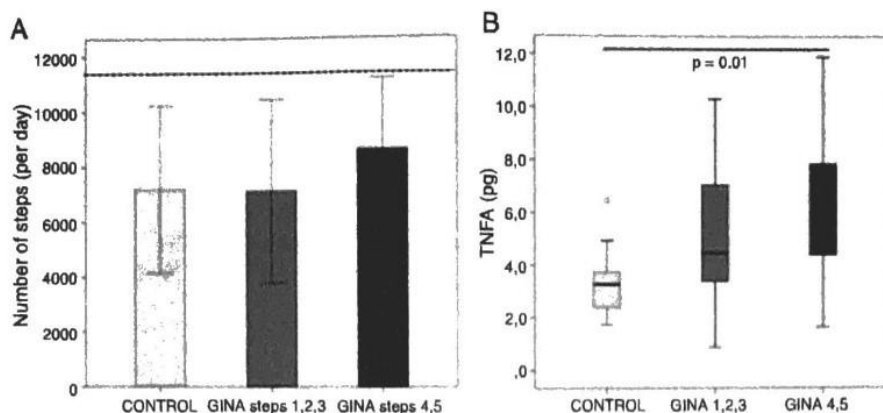 A
Number of steps (per day)
12000
10000
8000
6000
4000
2000
0
CONTROL GINA steps 1,2,3 GINA steps 4,5
B
TNFA (pg)
12,0
10,0
8,0
6,0
4,0
2,0
,0
p = 0.01
CONTROL GINA 1,2,3 GINA 4,5